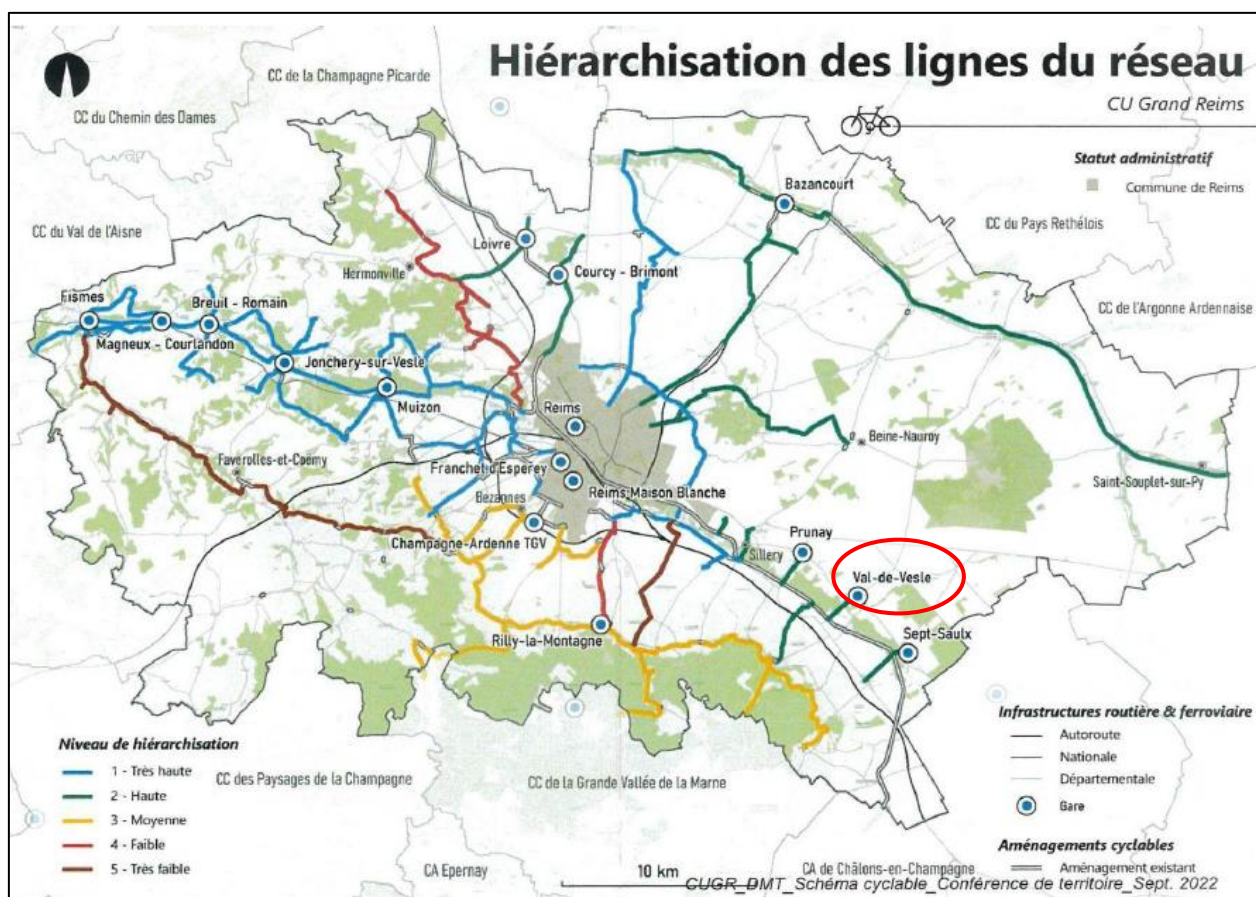 Hiérarchisation des lignes du réseau
CU Grand Reims
CC de la Champagne Picarde
CC du Chemin des Dames
Statut administratif
Commune de Reims
Bazancourt
CC du Pays Rethélois
CC du Val de l'Aisne
Loivre
Hermonville
Courcy - Brimont
CC de l'Argonne Ardennaise
Fismes
Breuil - Romain
Magneux - Courlandon
Jonchery-sur-Vesle
Muizon
Reims
Beine-Nauroy
Faverolles-et-Coëmy
Franchet d'Esperey
Saint-Souplet-sur-Py
Bezannes
Reims-Maison Blanche
Champagne-Ardenne TGV
Sillery
Prunay
Val-de-Vesle
Rilly-la-Montagne
Sept-Saulx
Niveau de hiérarchisation
1 - Très haute
2 - Haute
3 - Moyenne
4 - Faible
5 - Très faible
CC des Paysages de la Champagne
CC de la Grande Vallée de la Marne
Infrastructures routière & ferroviaire
Autoroute
Nationale
Départementale
Gare
Aménagements cyclables
Aménagement existant
CA Epernay
10 km
CA de Châlons-en-Champagne
CUGR_DMT_Schéma cyclable_Conférence de territoire_Sept. 2022